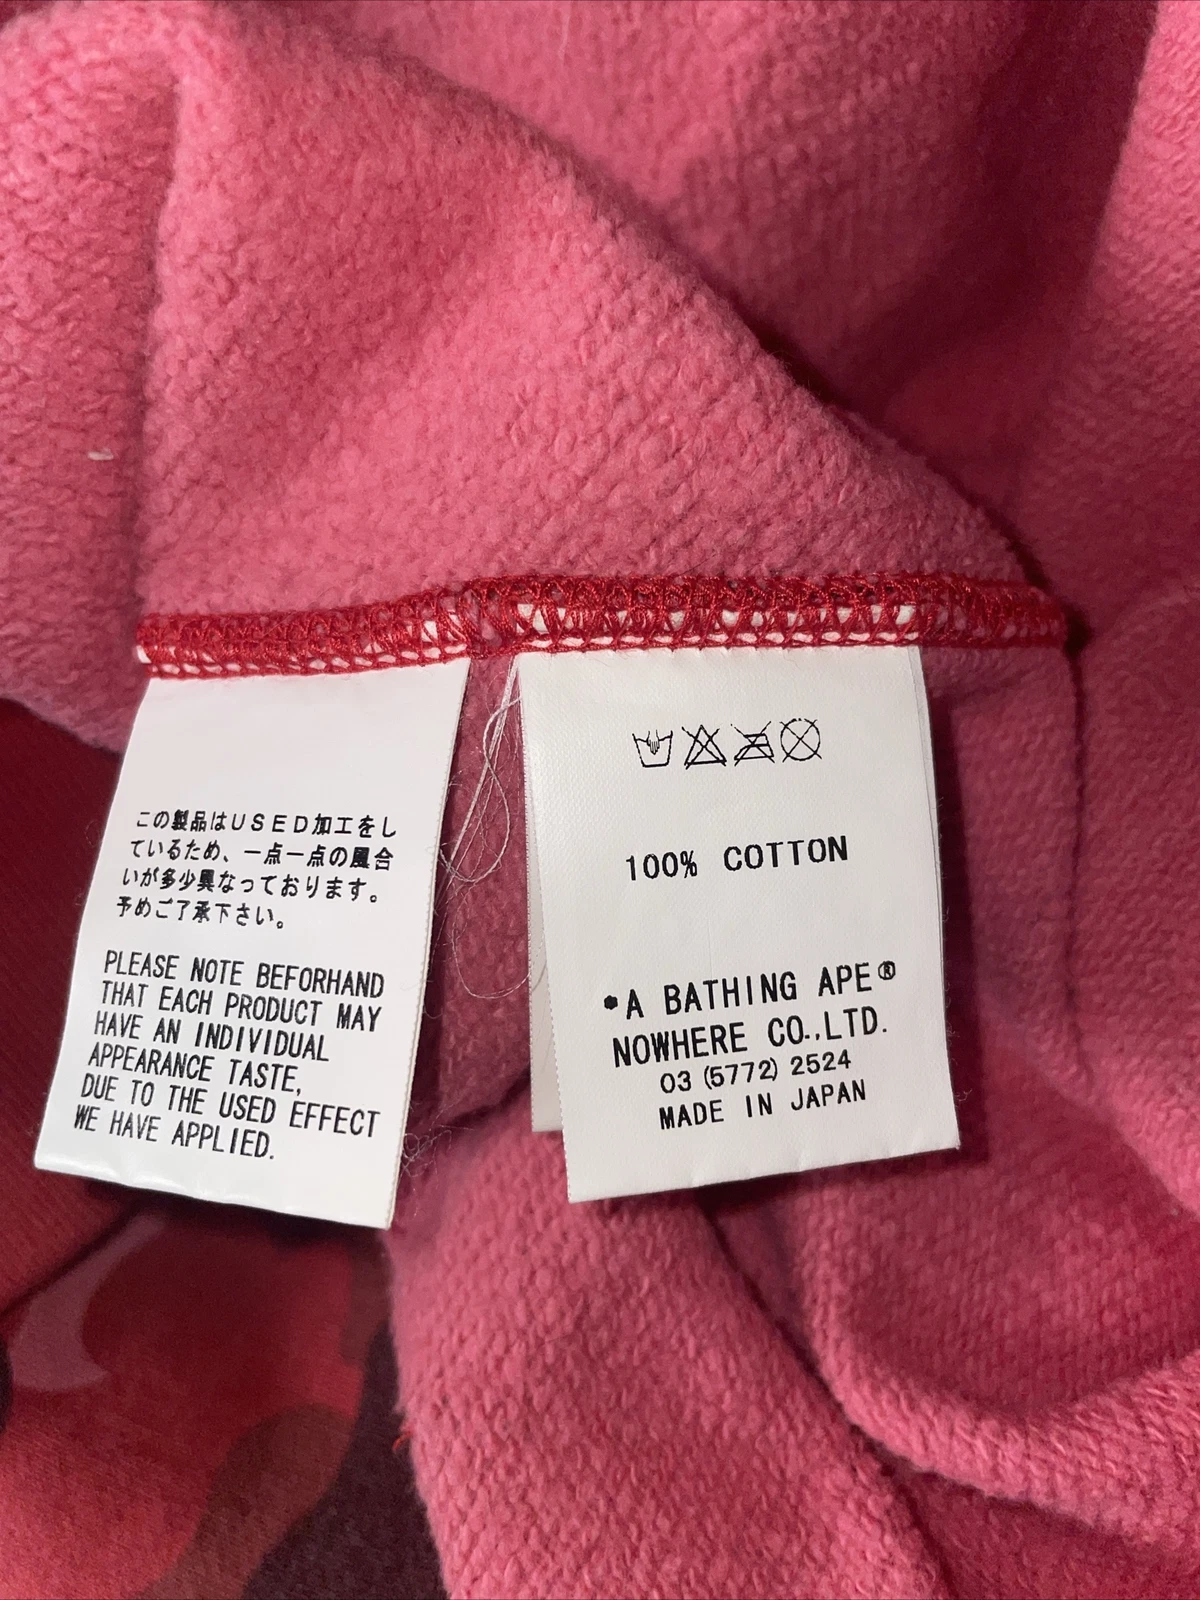 この製品はＵＳＥＤ加工をし
ているため、一点一点の風合
いが多少異なっております。
予めご了承下さい。
PLEASE NOTE BEFORHAND
THAT EACH PRODUCT MAY
HAVE AN INDIVIDUAL
APPEARANCE TASTE,
DUE TO THE USED EFFECT
WE HAVE APPLIED.
100% COTTON
*A BATHING APE®
NOWHERE CO.,LTD.
03 (5772) 2524
MADE IN JAPAN